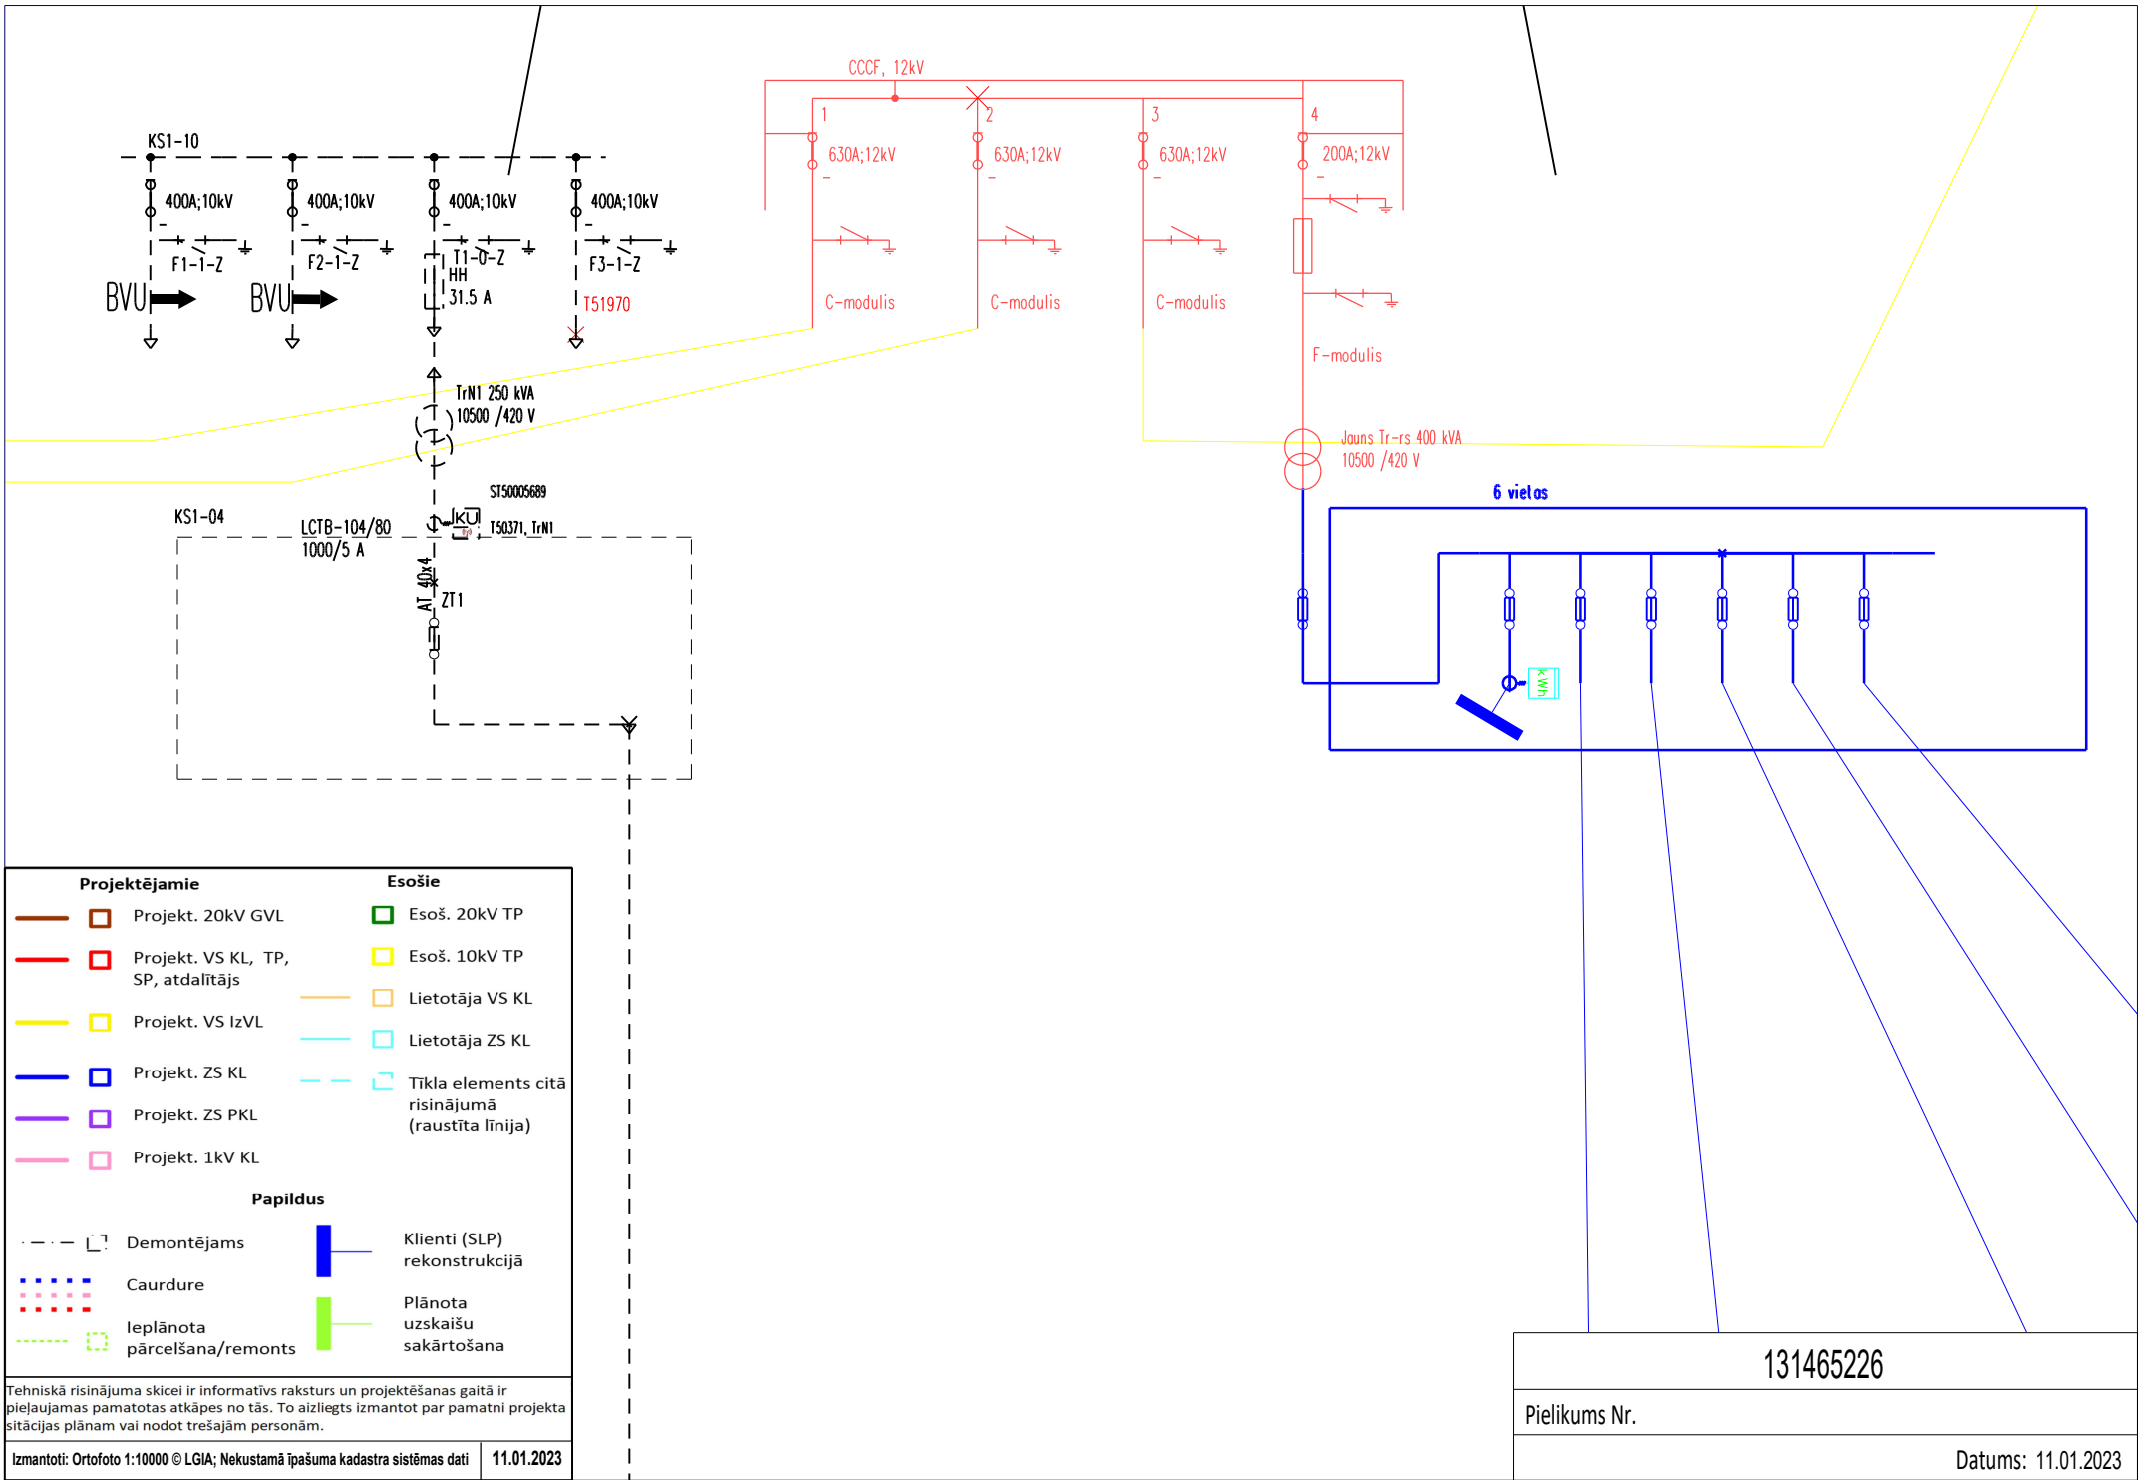 CCCF, 12kV
1
2
3
4
630A;12kV
630A;12kV
630A;12kV
200A;12kV
C-modulis
C-modulis
C-modulis
F-modulis
Jauns Tr-rs 400 kVA
10500 /420 V
KS1-10
400A;10kV
400A;10kV
400A;10kV
400A;10kV
F1-1-Z
F2-1-Z
T1-0-Z
F3-1-Z
HH
31.5 A
BVU
BVU
T51970
TrN1 250 kVA
10500 /420 V
ST50005689
KU
T50371, TrN1
KS1-04
LCTB-104/80
1000/5 A
AT 40x4
ZT1
6 vietas
kWh
Projektējamie
Projekt. 20kV GVL
Projekt. VS KL, TP,
SP, atdalītājs
Projekt. VS IzVL
Projekt. ZS KL
Projekt. ZS PKL
Projekt. 1kV KL
Esošie
Esoš. 20kV TP
Esoš. 10kV TP
Lietotāja VS KL
Lietotāja ZS KL
Tīkla elements citā
risinājumā
(raustīta līnija)
Papildus
Demontējams
Caurdure
Ieplānota
pārcelšana/remonts
Klienti (SLP)
rekonstrukcijā
Plānota
uzskaišu
sakārtošana
Tehniskā risinājuma skicei ir informatīvs raksturs un projektēšanas gaitā ir
pieļaujamas pamatotas atkāpes no tās. To aizliegts izmantot par pamatni projekta
sitācijas plānam vai nodot trešajām personām.
Izmantoti: Ortofoto 1:10000 © LGIA; Nekustamā īpašuma kadastra sistēmas dati
11.01.2023
131465226
Pielikums Nr.
Datums: 11.01.2023